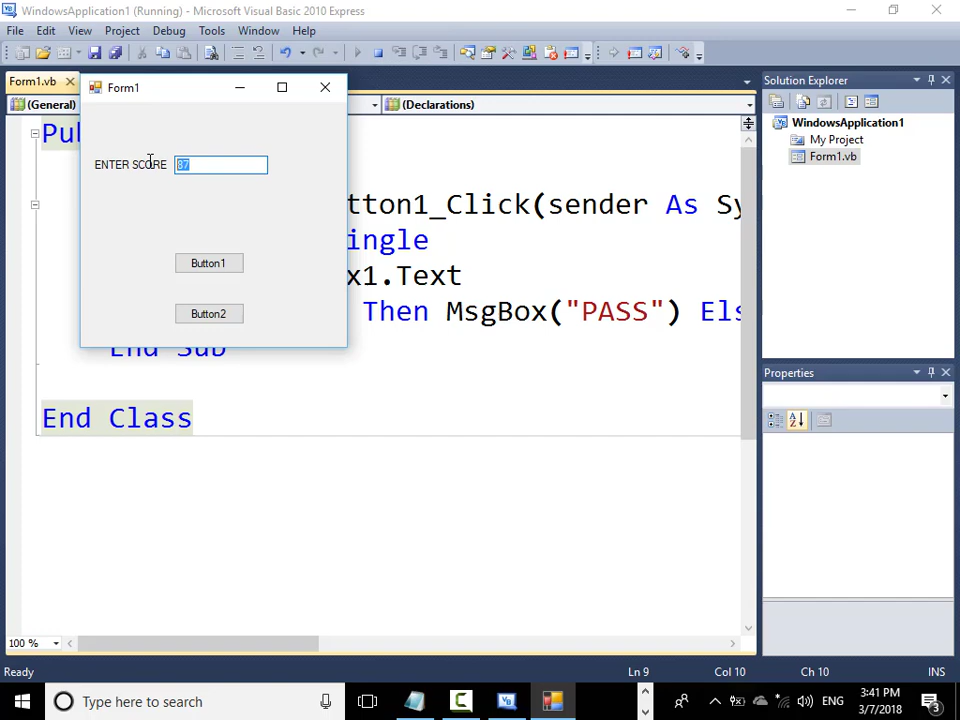 WindowsApplication1 (Running) - Microsoft Visual Basic 2010 Express
File Edit View Project Debug Tools Window Help
Form1.vb
Form1
Solution Explorer
(General)
(Declarations)
WindowsApplication1
My Project
Form1.vb
ENTER SCORE 87
tton1_Click(sender As Sy
ingle
x1.Text
Then MsgBox("PASS") Els
Button1
Button2
End Sub
End Class
Properties
100 %
Ready
Ln 9
Col 10
Ch 10
INS
Type here to search
ENG
3:41 PM
3/7/2018
3